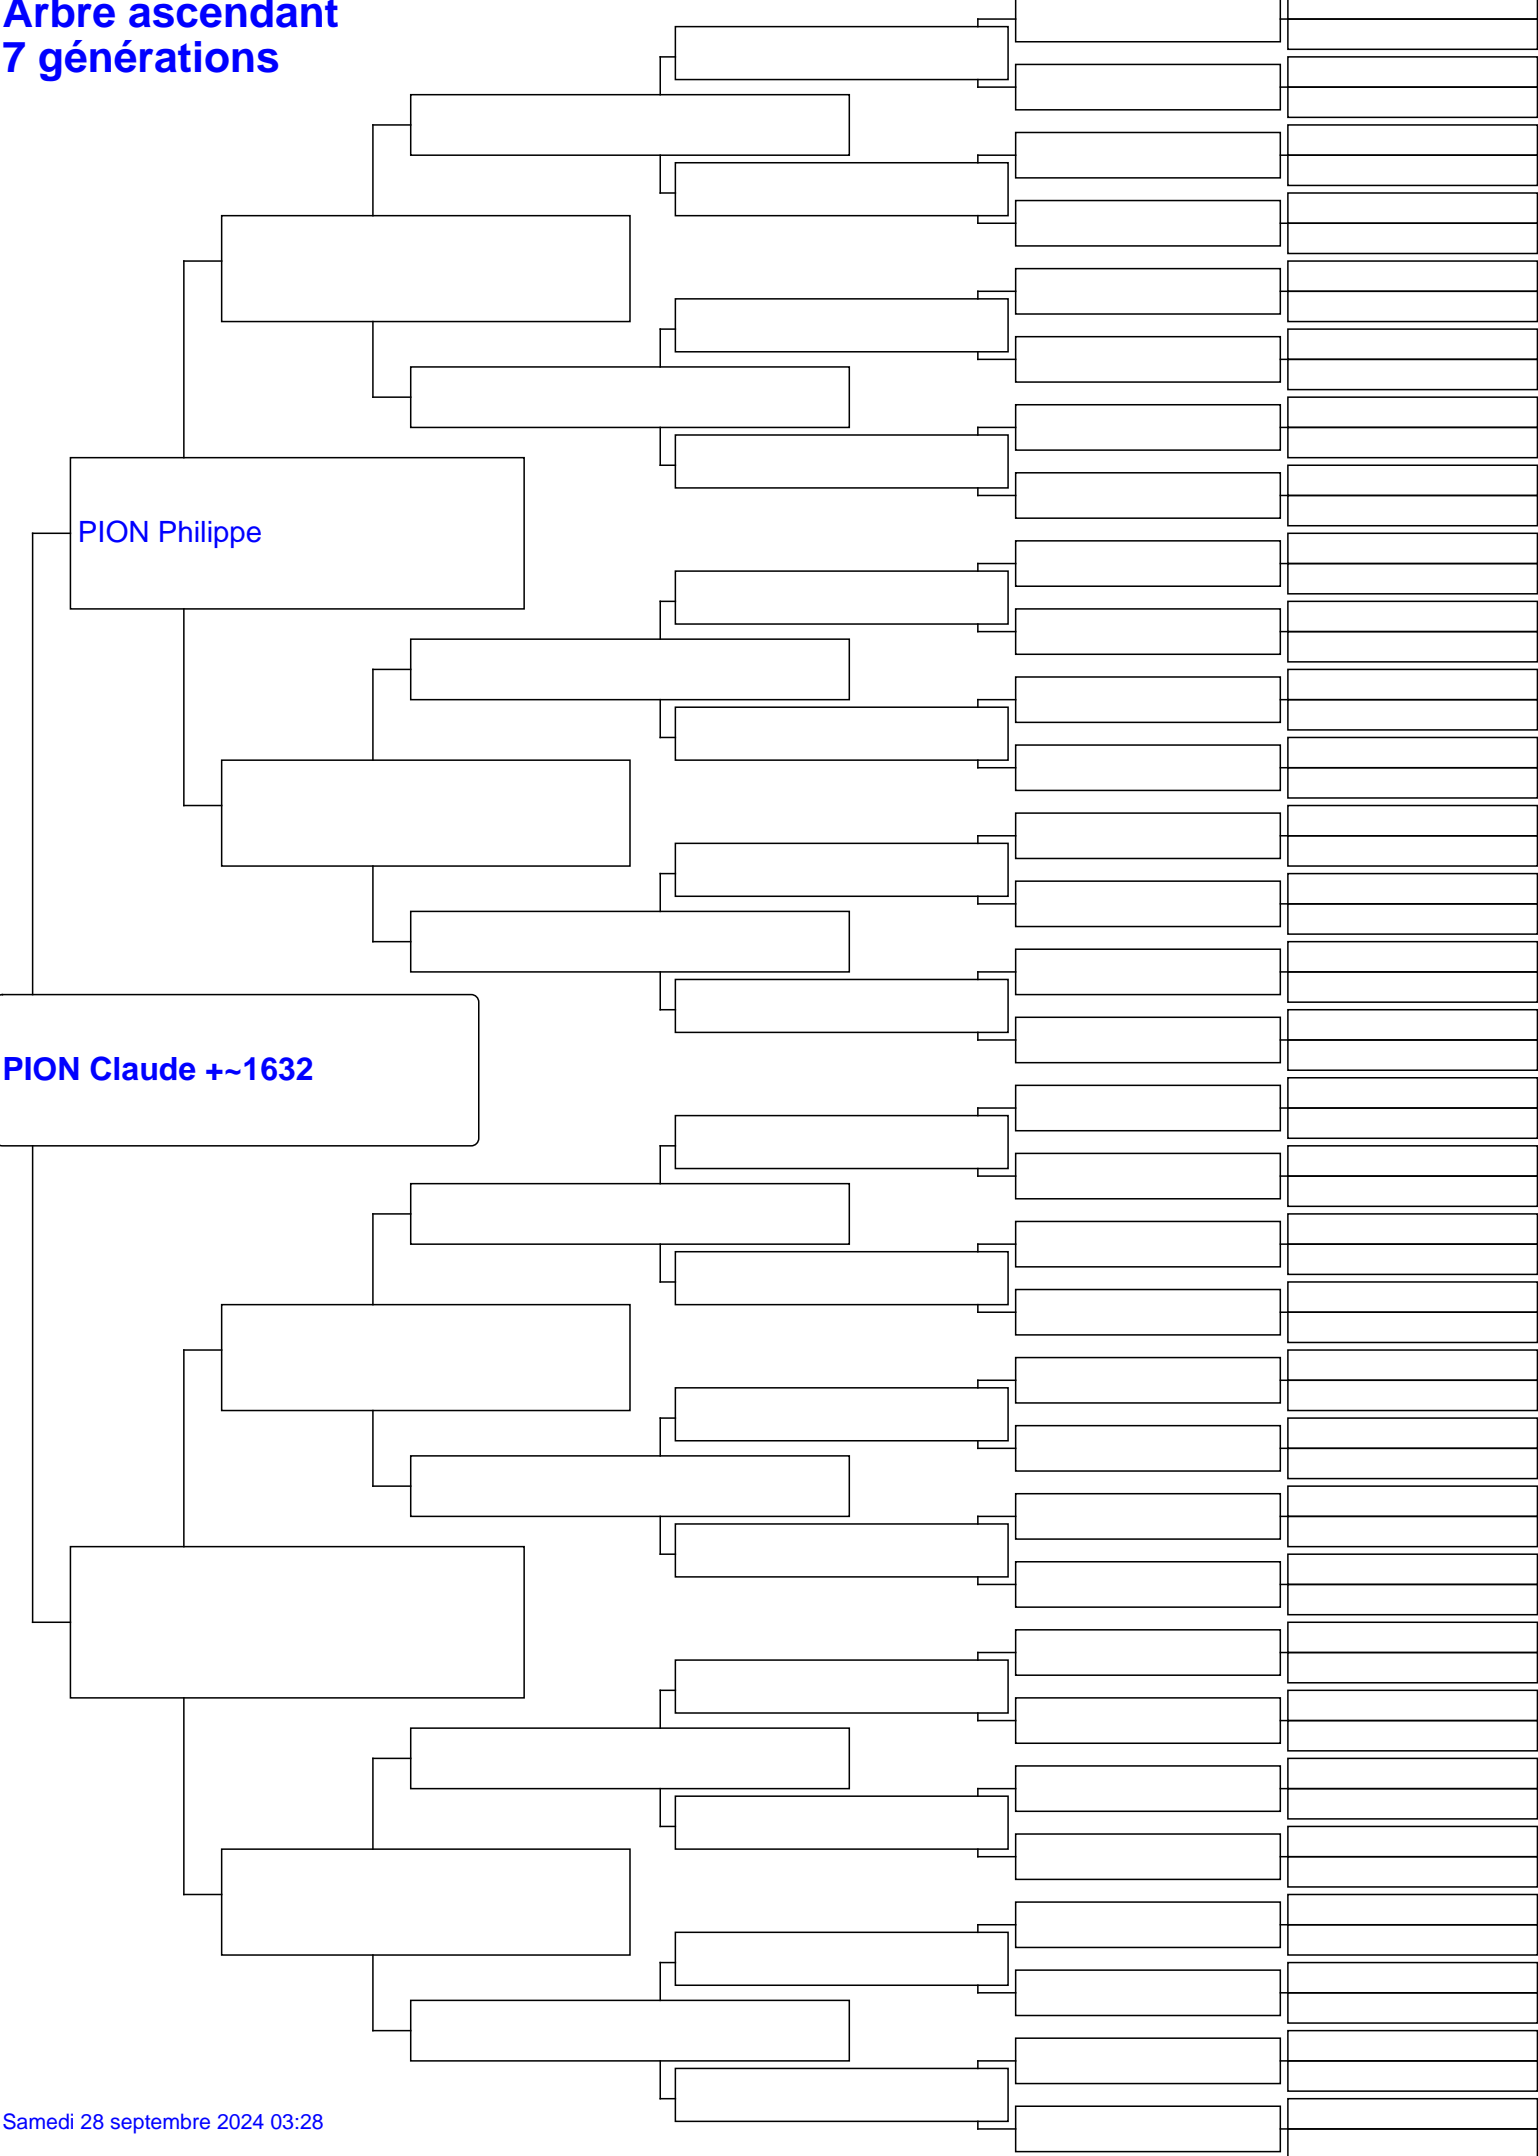 Arbre ascendant
7 générations
PION Philippe
PION Claude +~1632
Samedi 28 septembre 2024 03:28